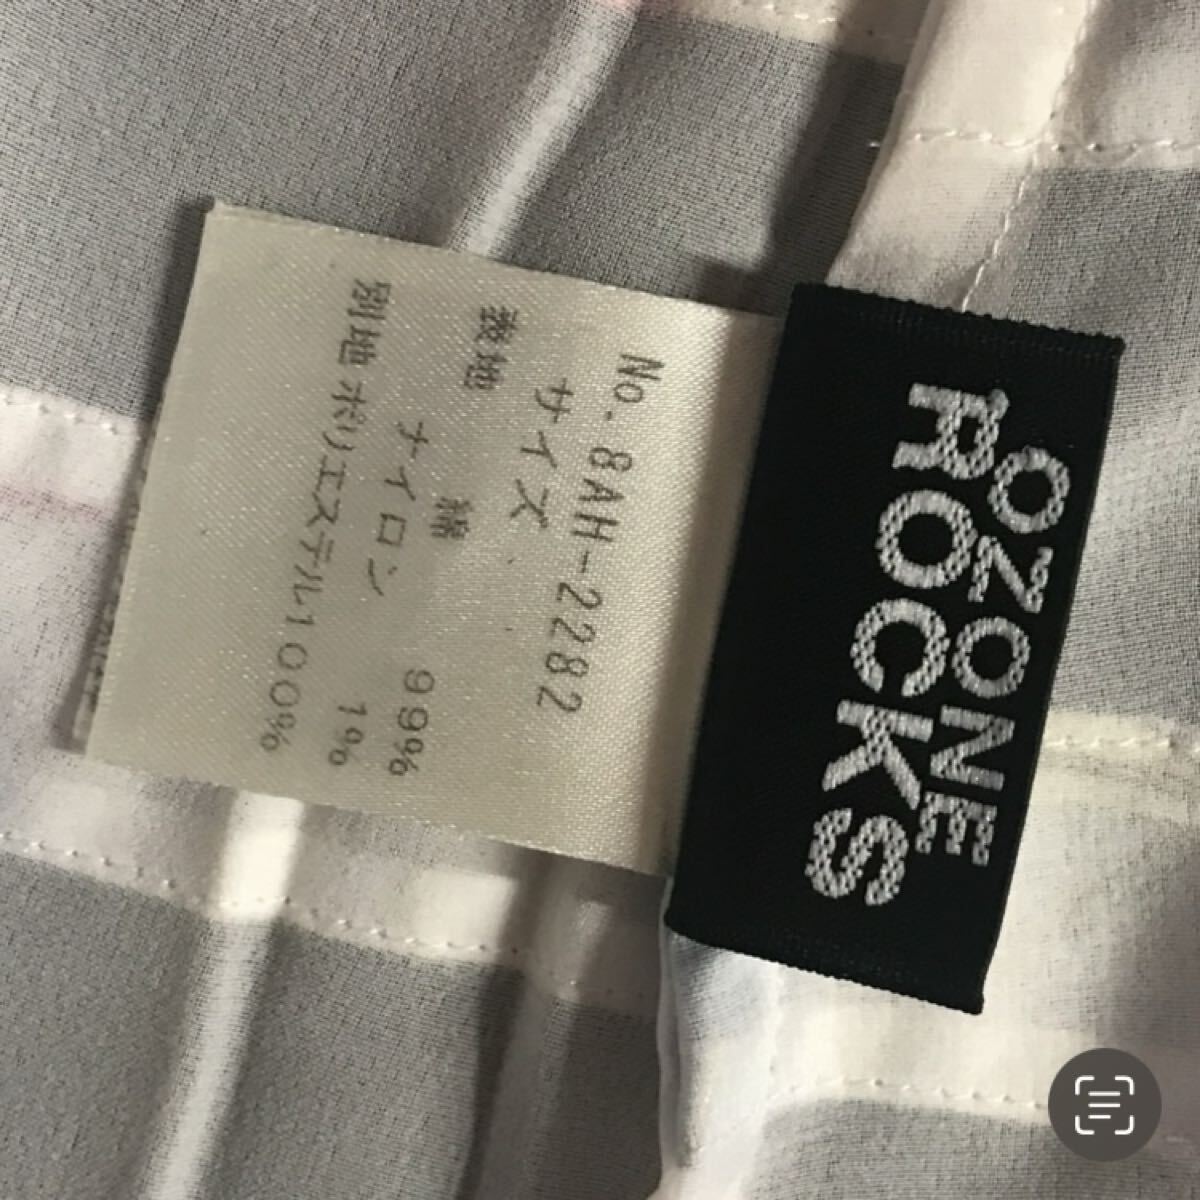 OZONE
ROCKS
No.8AH-2282
サイズ
表地 綿 99%
ナイロン 1%
別地 ポリエステル100%